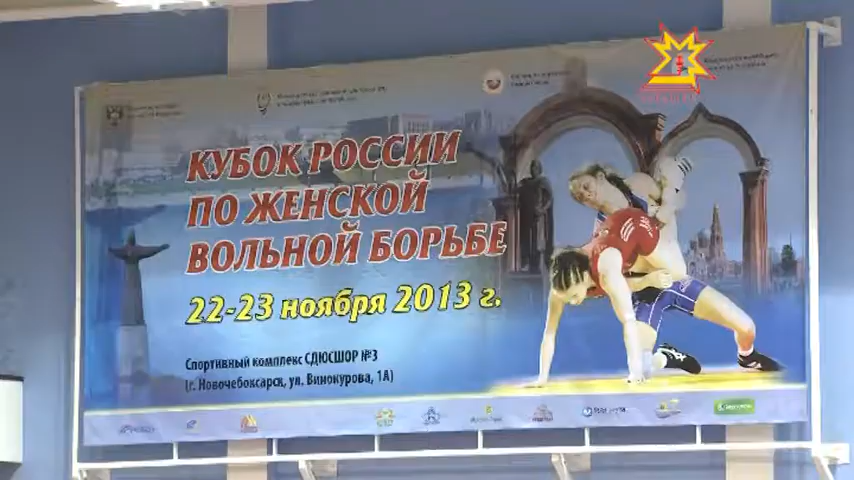 КУБОК РОССИИ
ПО ЖЕНСКОЙ
ВОЛЬНОЙ БОРЬБЕ
22-23 ноября 2013 г.
Спортивный комплекс СДЮСШОР №3
(г. Новочебоксарск, ул. Винокурова, 1А)